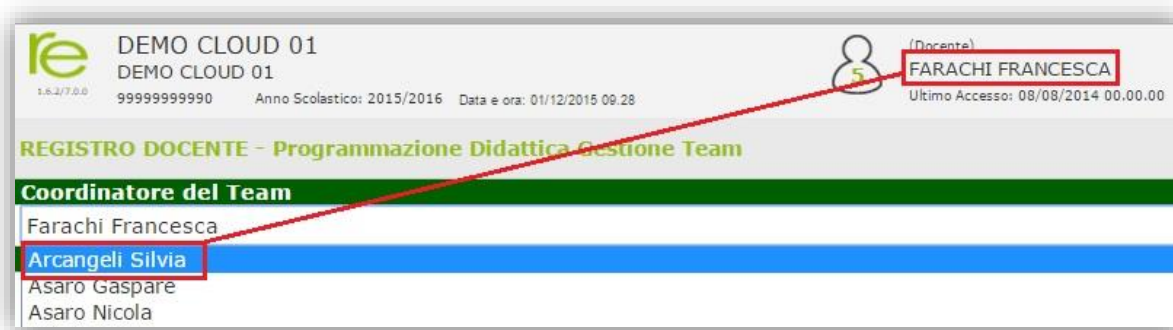 re
1.6.2/7.0.0
DEMO CLOUD 01
DEMO CLOUD 01
99999999990 Anno Scolastico: 2015/2016 Data e ora: 01/12/2015 09.28
5
(Docente)
FARACHI FRANCESCA
Ultimo Accesso: 08/08/2014 00.00.00
REGISTRO DOCENTE - Programmazione Didattica Gestione Team
Coordinatore del Team
Farachi Francesca
Arcangeli Silvia
Asaro Gaspare
Asaro Nicola